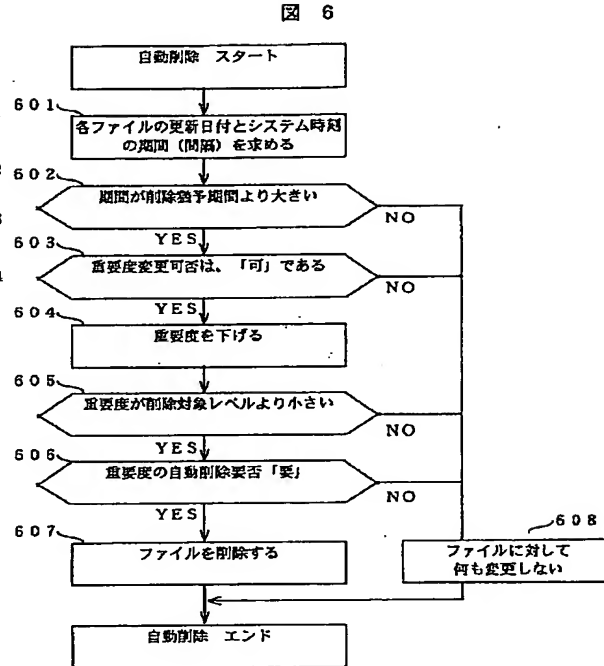 図 6
自動削除 スタート
601
各ファイルの更新日付とシステム時刻
の期間(間隔)を求める
602
期間が削除猶予期間より大きい
NO
YES
603
重要度変更可否は、「可」である
NO
YES
604
重要度を下げる
605
重要度が削除対象レベルより小さい
NO
YES
606
重要度の自動削除要否「要」
NO
YES
607
ファイルを削除する
608
ファイルに対して
何も変更しない
自動削除 エンド